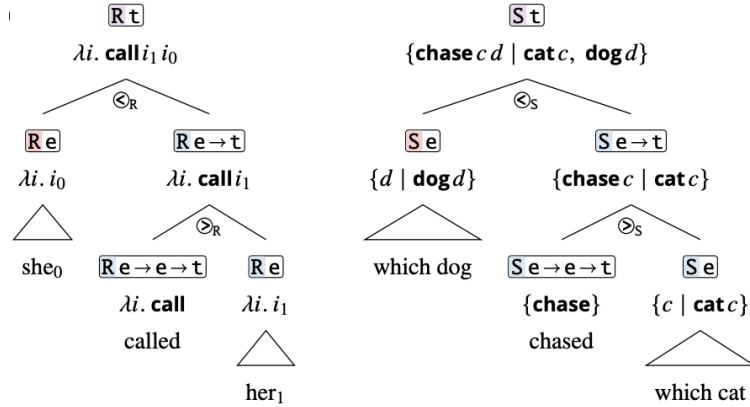 R t S t
λi. call i₁ i₀ {chase c d | cat c, dog d}
<R <S
R e R e → t S e S e → t
λi. i₀ λi. call i₁ {d | dog d} {chase c | cat c}
>R >S
she₀ R e → e → t R e which dog S e → e → t S e
λi. call λi. i₁ {chase} {c | cat c}
called chased
her₁ which cat